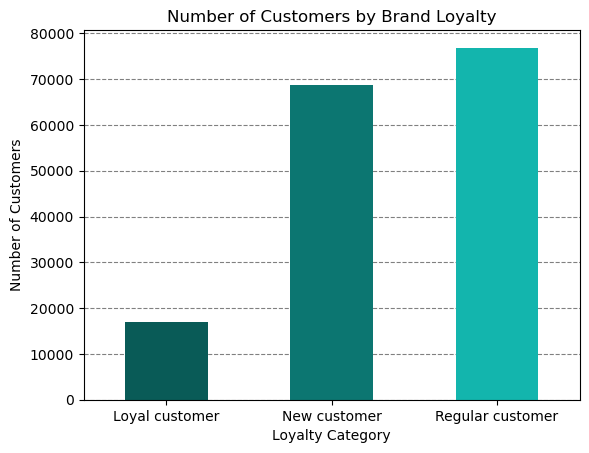 Number of Customers by Brand Loyalty
Number of Customers
80000
70000
60000
50000
40000
30000
20000
10000
0
Loyal customer
New customer
Regular customer
Loyalty Category